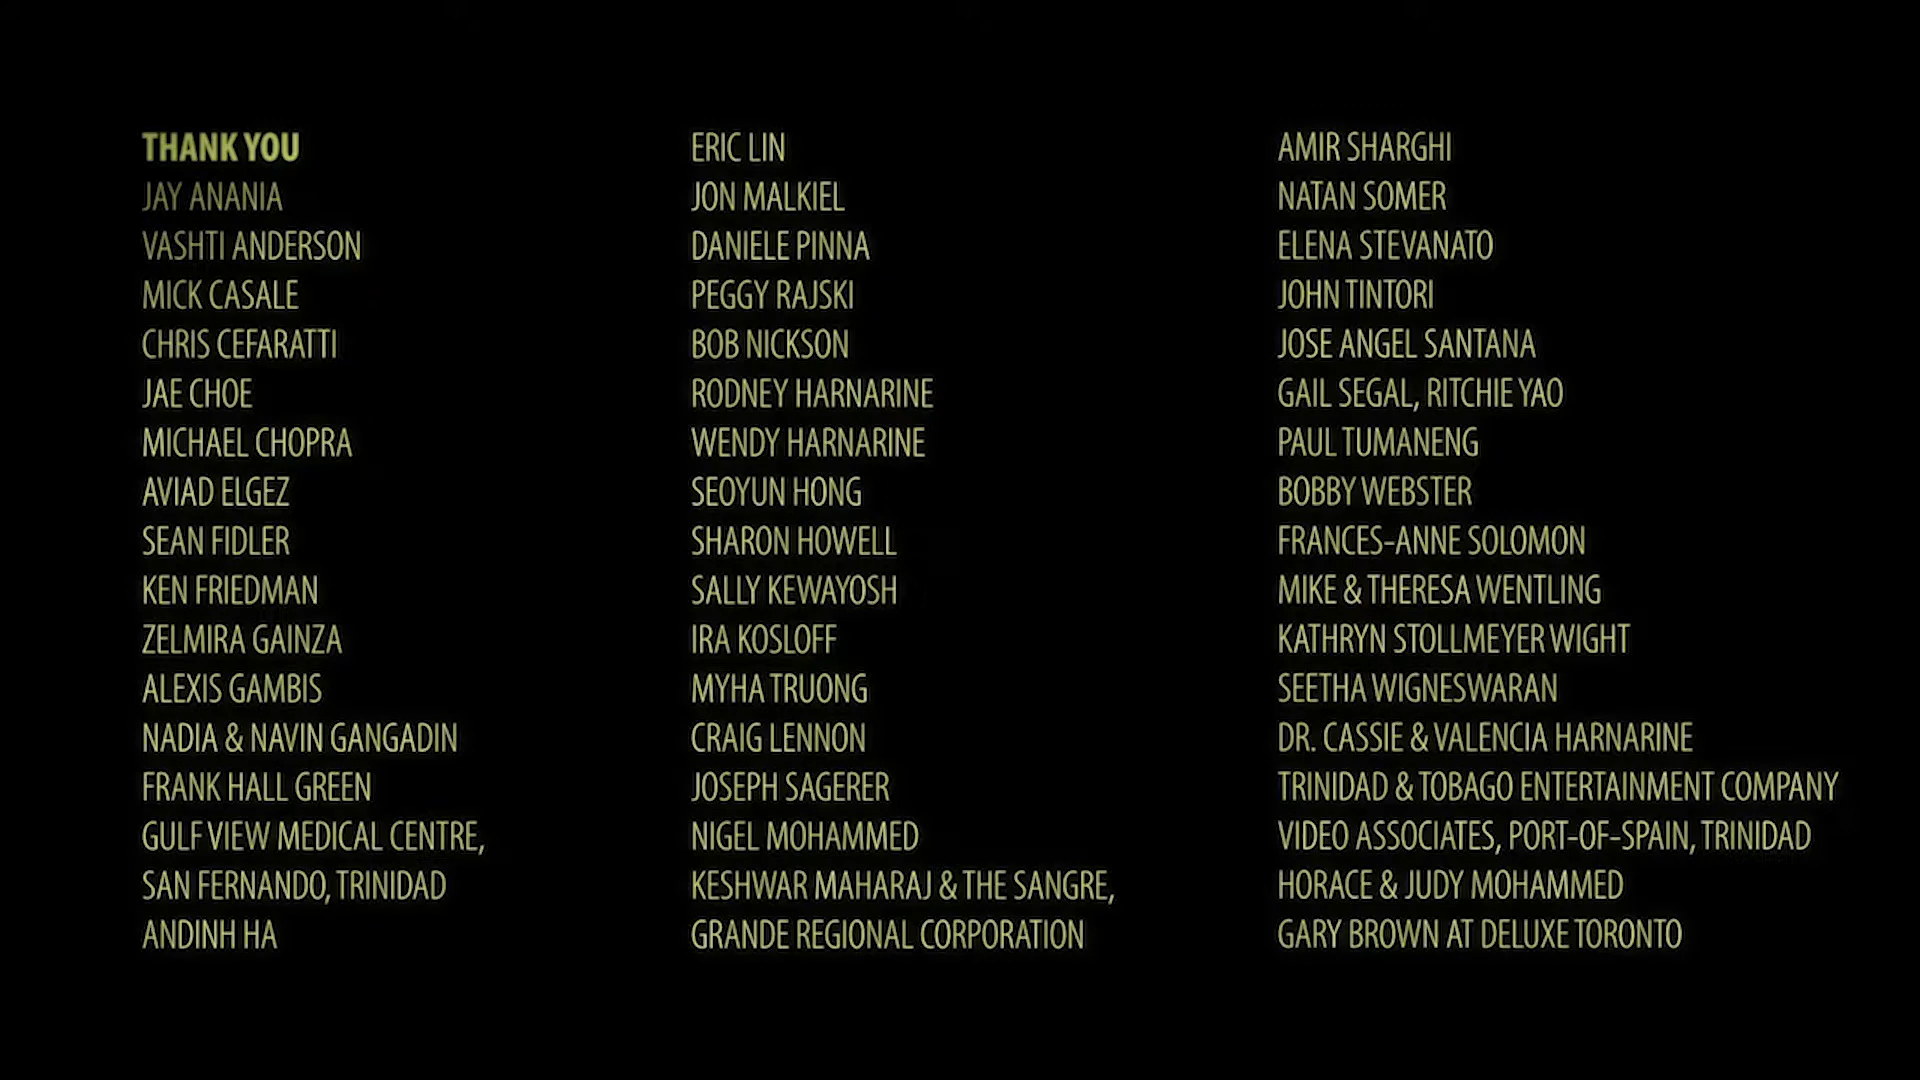 THANK YOU
JAY ANANIA
VASHTI ANDERSON
MICK CASALE
CHRIS CEFARATTI
JAE CHOE
MICHAEL CHOPRA
AVIAD ELGEZ
SEAN FIDLER
KEN FRIEDMAN
ZELMIRA GAINZA
ALEXIS GAMBIS
NADIA & NAVIN GANGADIN
FRANK HALL GREEN
GULF VIEW MEDICAL CENTRE,
SAN FERNANDO, TRINIDAD
ANDINH HA
ERIC LIN
JON MALKIEL
DANIELE PINNA
PEGGY RAJSKI
BOB NICKSON
RODNEY HARNARINE
WENDY HARNARINE
SEOYUN HONG
SHARON HOWELL
SALLY KEWAYOSH
IRA KOSLOFF
MYHA TRUONG
CRAIG LENNON
JOSEPH SAGERER
NIGEL MOHAMMED
KESHWAR MAHARAJ & THE SANGRE,
GRANDE REGIONAL CORPORATION
AMIR SHARGHI
NATAN SOMER
ELENA STEVANATO
JOHN TINTORI
JOSE ANGEL SANTANA
GAIL SEGAL, RITCHIE YAO
PAUL TUMANENG
BOBBY WEBSTER
FRANCES-ANNE SOLOMON
MIKE & THERESA WENTLING
KATHRYN STOLLMEYER WIGHT
SEETHA WIGNESWARAN
DR. CASSIE & VALENCIA HARNARINE
TRINIDAD & TOBAGO ENTERTAINMENT COMPANY
VIDEO ASSOCIATES, PORT-OF-SPAIN, TRINIDAD
HORACE & JUDY MOHAMMED
GARY BROWN AT DELUXE TORONTO